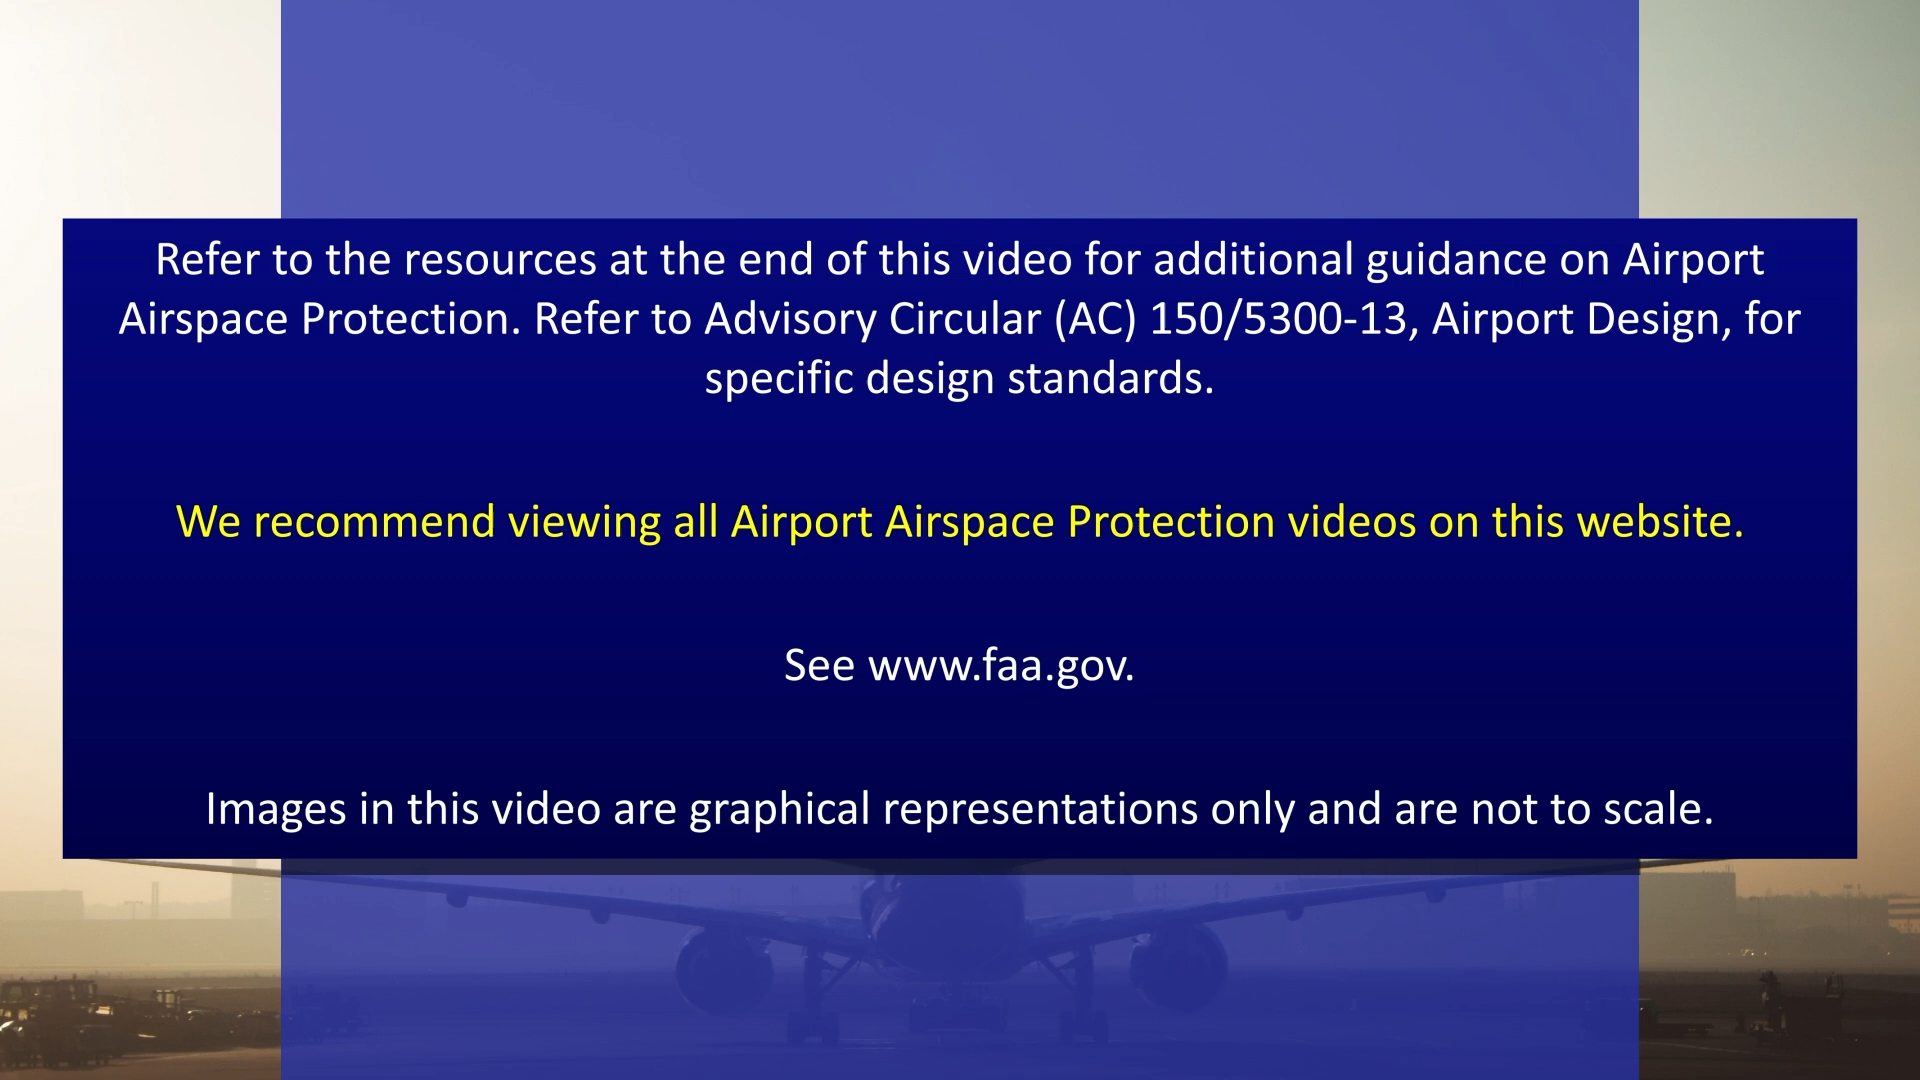 Refer to the resources at the end of this video for additional guidance on Airport
Airspace Protection. Refer to Advisory Circular (AC) 150/5300-13, Airport Design, for
specific design standards.
We recommend viewing all Airport Airspace Protection videos on this website.
See www.faa.gov.
Images in this video are graphical representations only and are not to scale.